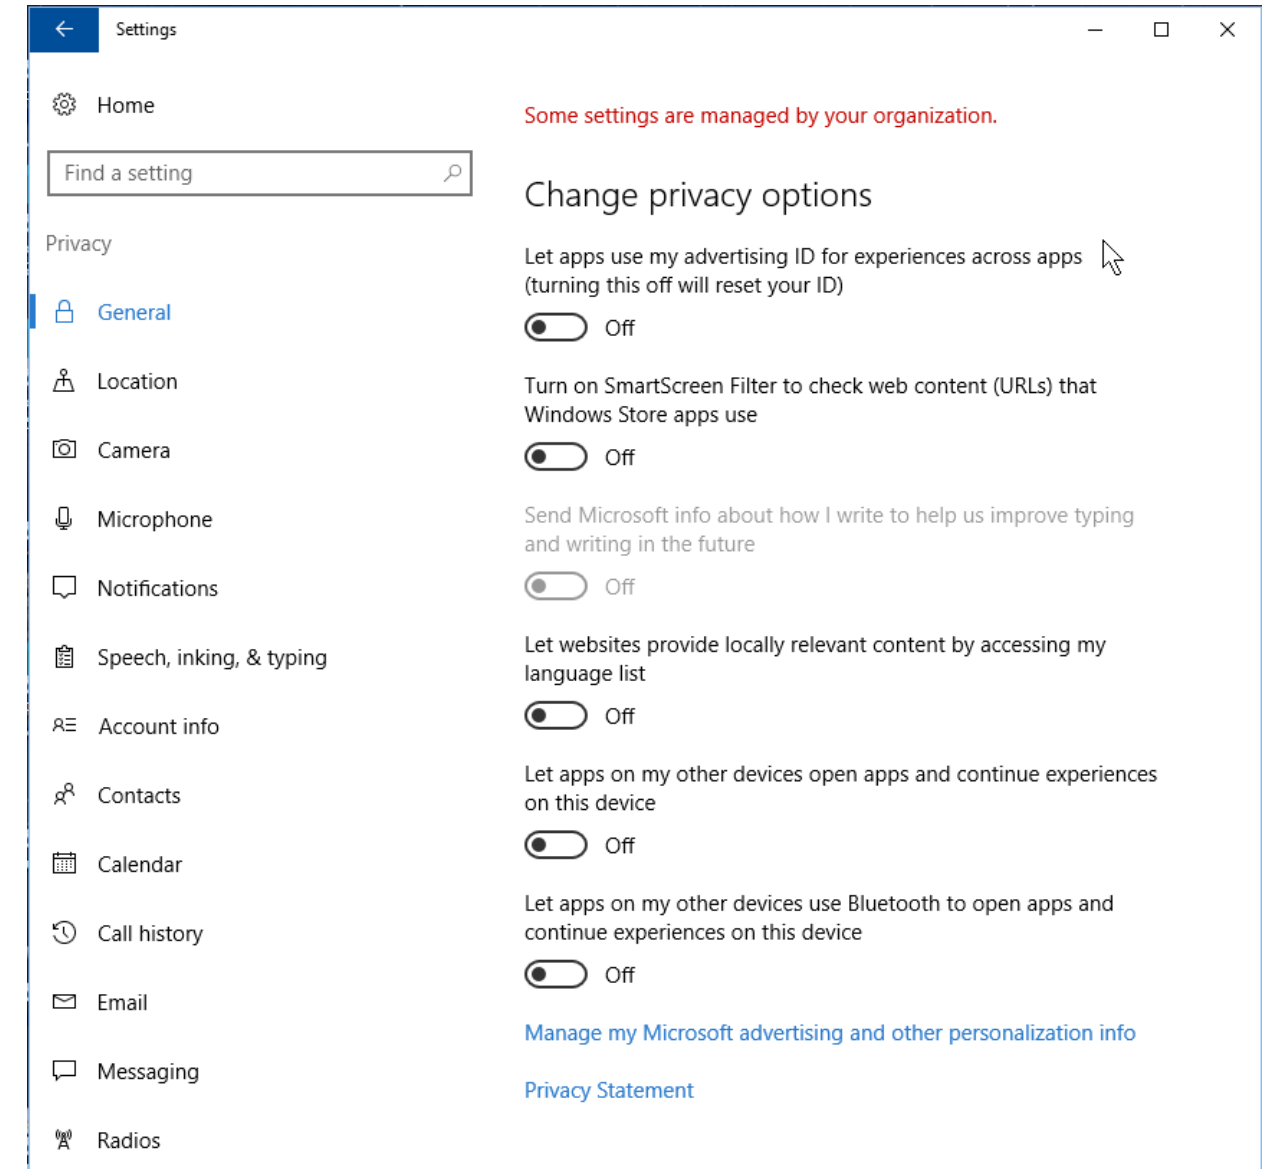 Settings
Home
Find a setting
Privacy
General
Location
Camera
Microphone
Notifications
Speech, inking, & typing
Account info
Contacts
Calendar
Call history
Email
Messaging
Radios
Some settings are managed by your organization.
Change privacy options
Let apps use my advertising ID for experiences across apps
(turning this off will reset your ID)
Off
Turn on SmartScreen Filter to check web content (URLs) that
Windows Store apps use
Off
Send Microsoft info about how I write to help us improve typing
and writing in the future
Off
Let websites provide locally relevant content by accessing my
language list
Off
Let apps on my other devices open apps and continue experiences
on this device
Off
Let apps on my other devices use Bluetooth to open apps and
continue experiences on this device
Off
Manage my Microsoft advertising and other personalization info
Privacy Statement